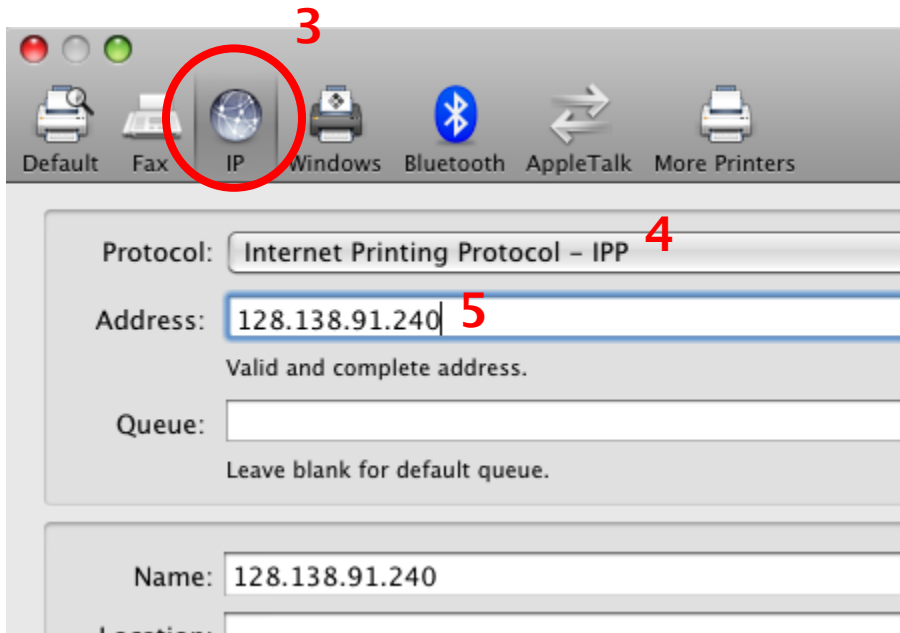 3
Default Fax IP Windows Bluetooth AppleTalk More Printers
Protocol: Internet Printing Protocol – IPP 4
Address: 128.138.91.240 5
Valid and complete address.
Queue:
Leave blank for default queue.
Name: 128.138.91.240
Location: